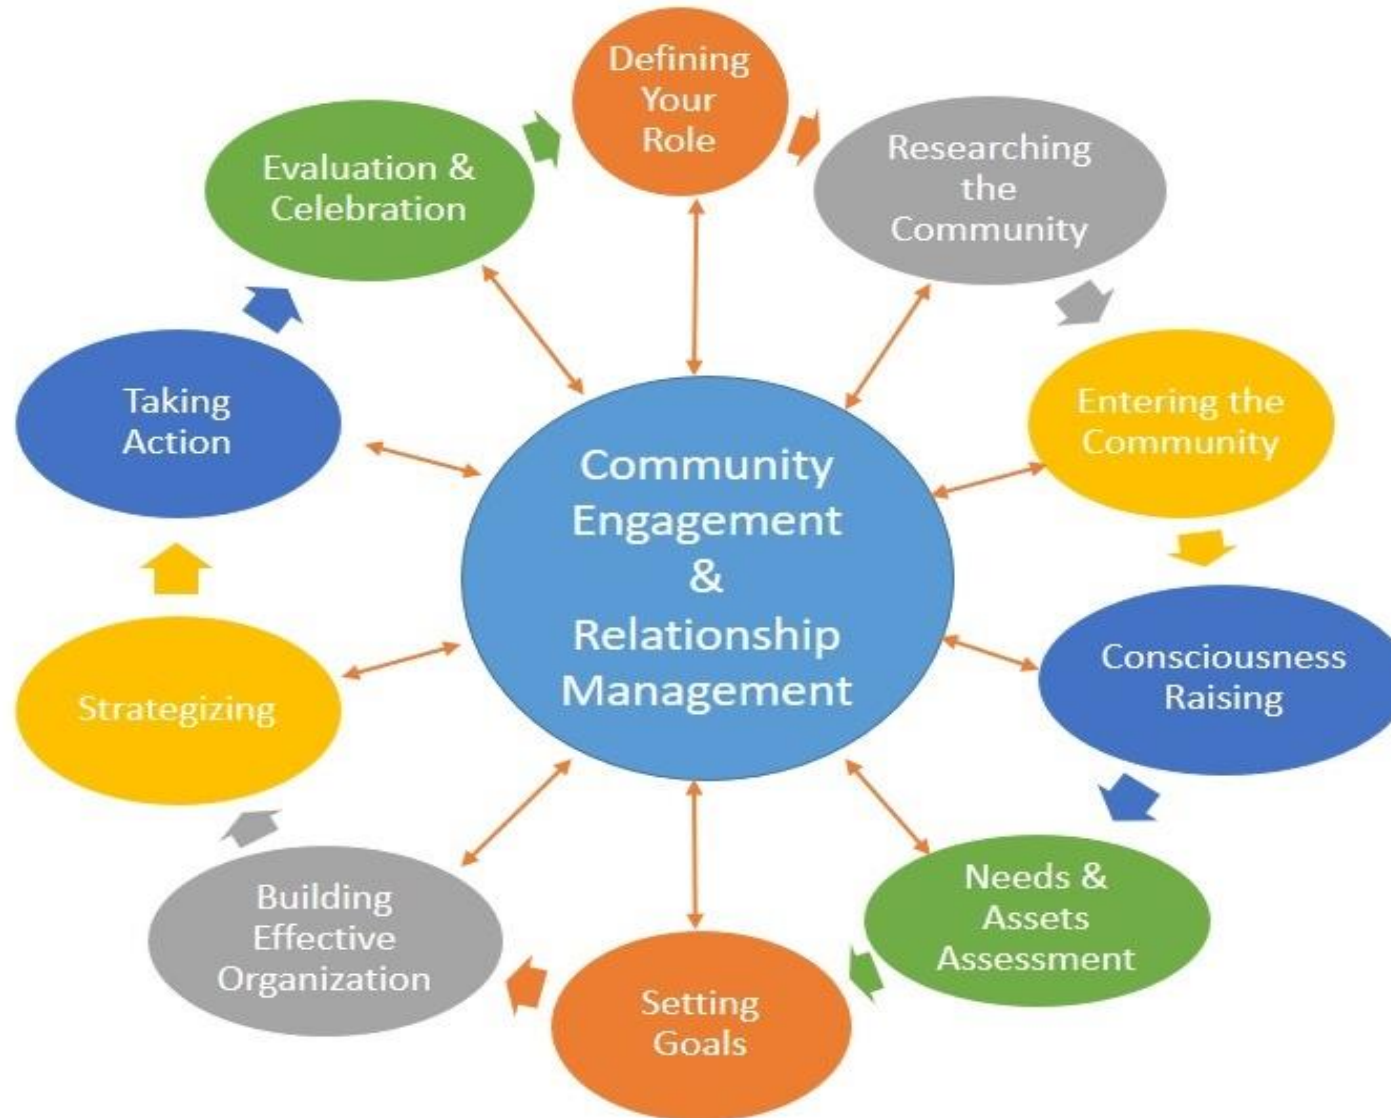 Defining
Your
Role
Researching
the
Community
Entering the
Community
Consciousness
Raising
Needs &
Assets
Assessment
Setting
Goals
Building
Effective
Organization
Strategizing
Taking
Action
Evaluation &
Celebration
Community
Engagement
&
Relationship
Management